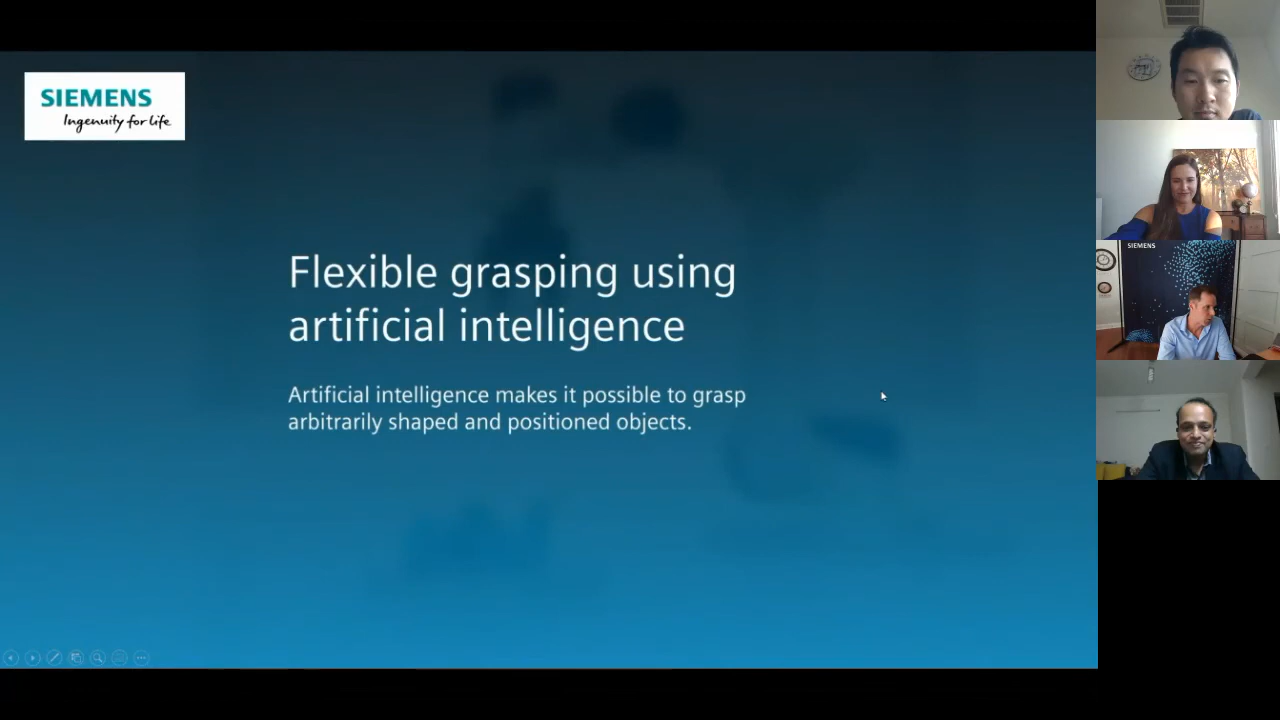 SIEMENS
Ingenuity for life
Flexible grasping using
artificial intelligence
Artificial intelligence makes it possible to grasp
arbitrarily shaped and positioned objects.
SIEMENS